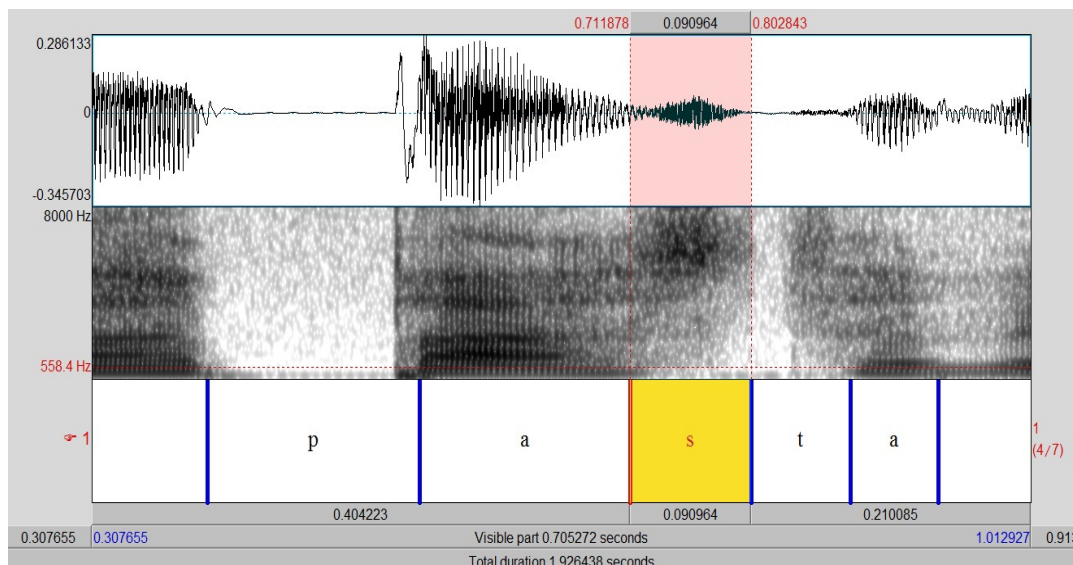 0.711878 0.090964 0.802843
0.286133
0
-0.345703
8000 Hz
558.4 Hz
1 p a s t a 1
(4/7)
0.404223 0.090964 0.210085
0.307655 0.307655 Visible part 0.705272 seconds 1.012927 0.913
Total duration 1.926438 seconds